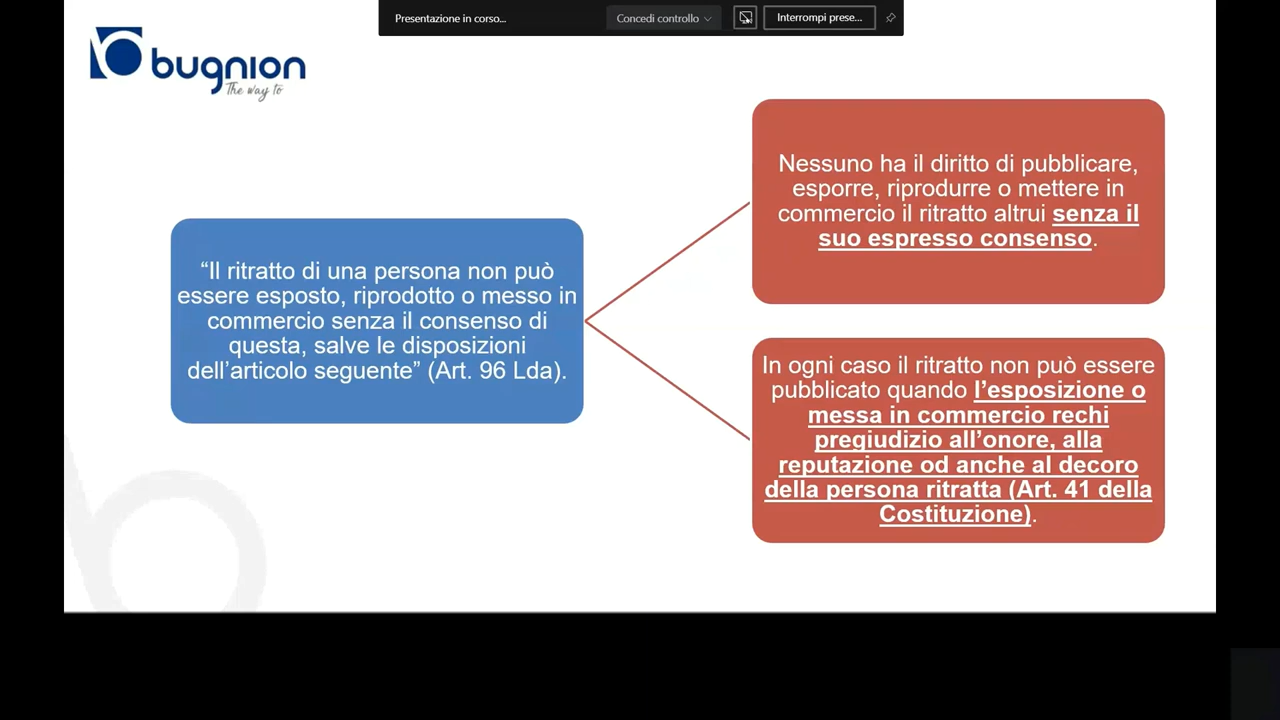 Presentazione in corso...
Concedi controllo
Interrompi prese...
bugnion
The way to
“Il ritratto di una persona non può
essere esposto, riprodotto o messo in
commercio senza il consenso di
questa, salve le disposizioni
dell’articolo seguente” (Art. 96 Lda).
Nessuno ha il diritto di pubblicare,
esporre, riprodurre o mettere in
commercio il ritratto altrui senza il
suo espresso consenso.
In ogni caso il ritratto non può essere
pubblicato quando l’esposizione o
messa in commercio rechi
pregiudizio all’onore, alla
reputazione od anche al decoro
della persona ritratta (Art. 41 della
Costituzione).